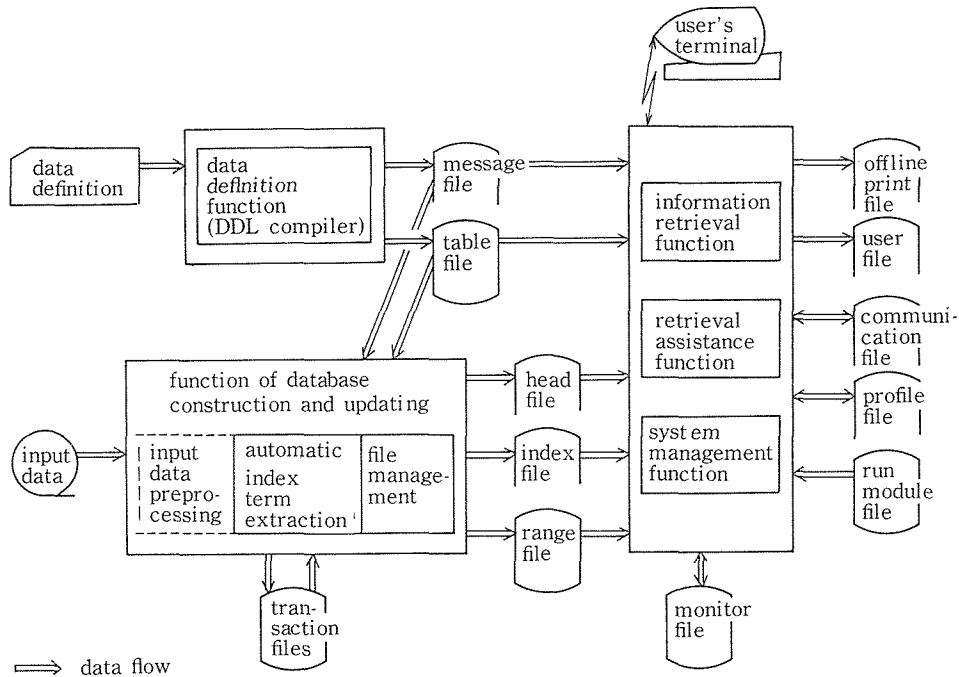 user's
terminal
data
definition
data
definition
function
(DDL compiler)
message
file
table
file
information
retrieval
function
retrieval
assistance
function
system
management
function
offline
print
file
user
file
communi-
cation
file
profile
file
run
module
file
function of database
construction and updating
input
data
input
data
prepro-
cessing
automatic
index
term
extraction
file
manage-
ment
head
file
index
file
range
file
tran-
saction
files
monitor
file
data flow